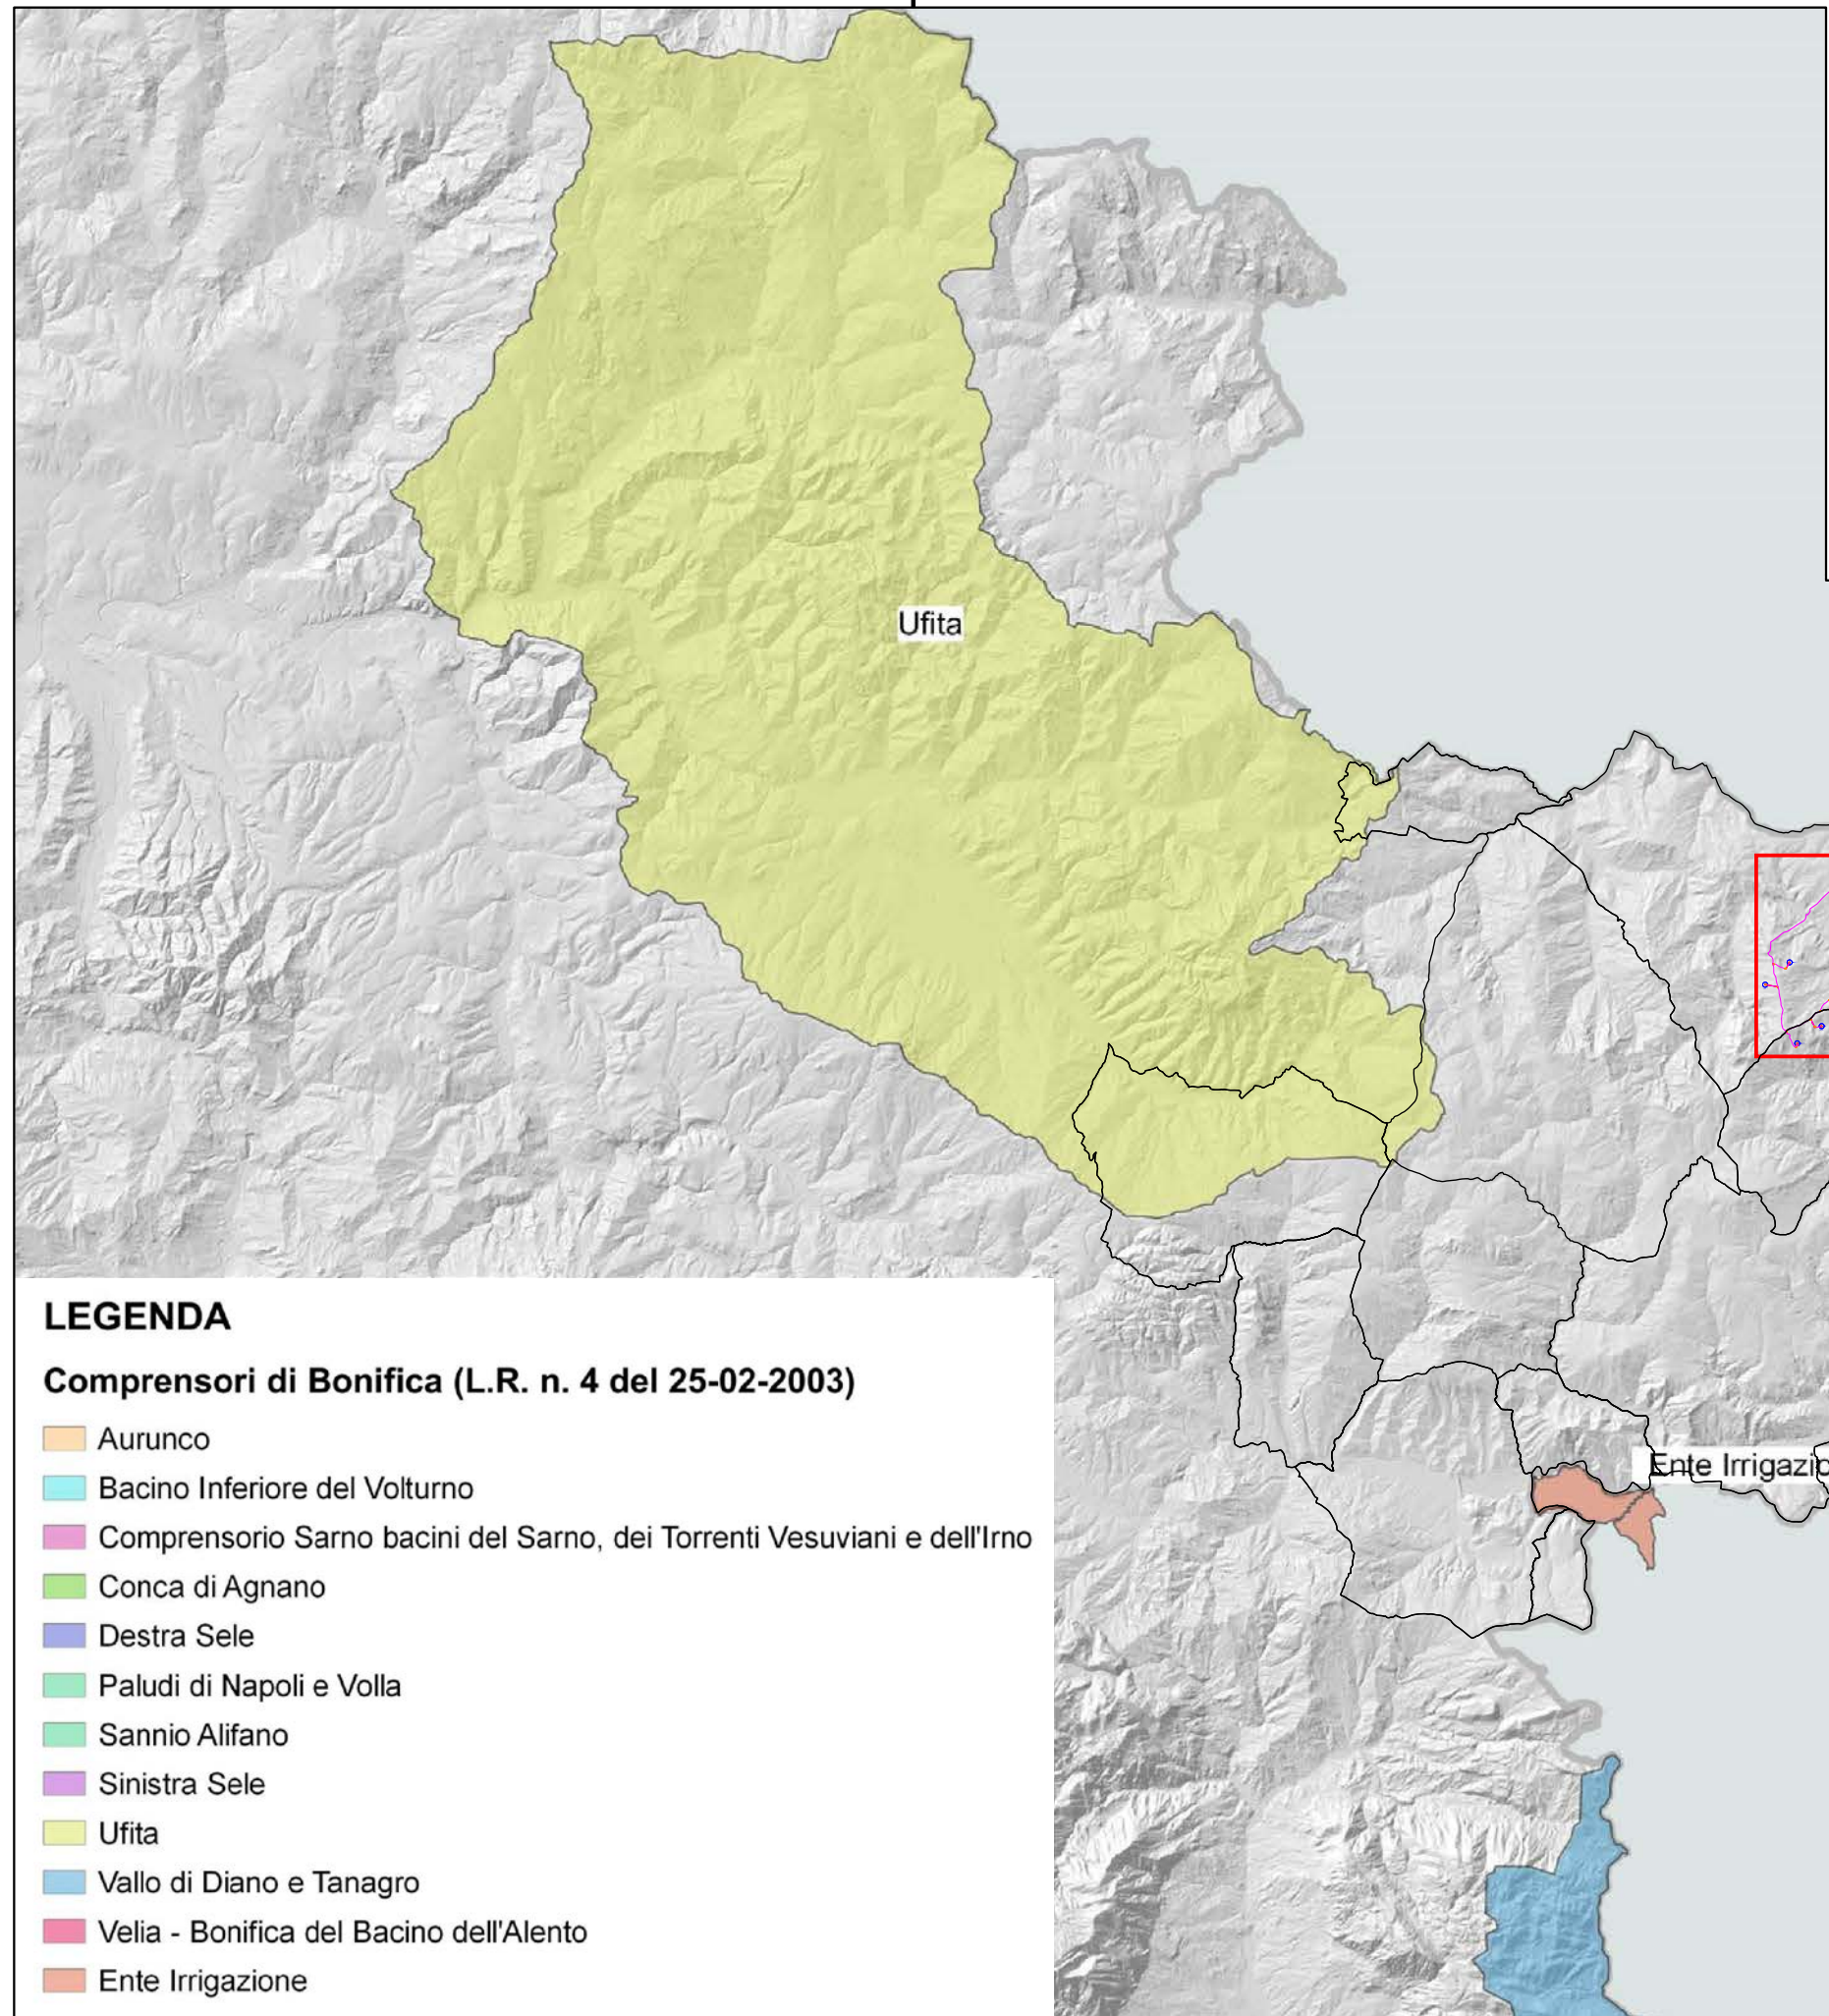 Ufita
Ente Irrigazio
LEGENDA
Comprensori di Bonifica (L.R. n. 4 del 25-02-2003)
Aurunco
Bacino Inferiore del Volturno
Comprensorio Sarno bacini del Sarno, dei Torrenti Vesuviani e dell'Irno
Conca di Agnano
Destra Sele
Paludi di Napoli e Volla
Sannio Alifano
Sinistra Sele
Ufita
Vallo di Diano e Tanagro
Velia - Bonifica del Bacino dell'Alento
Ente Irrigazione